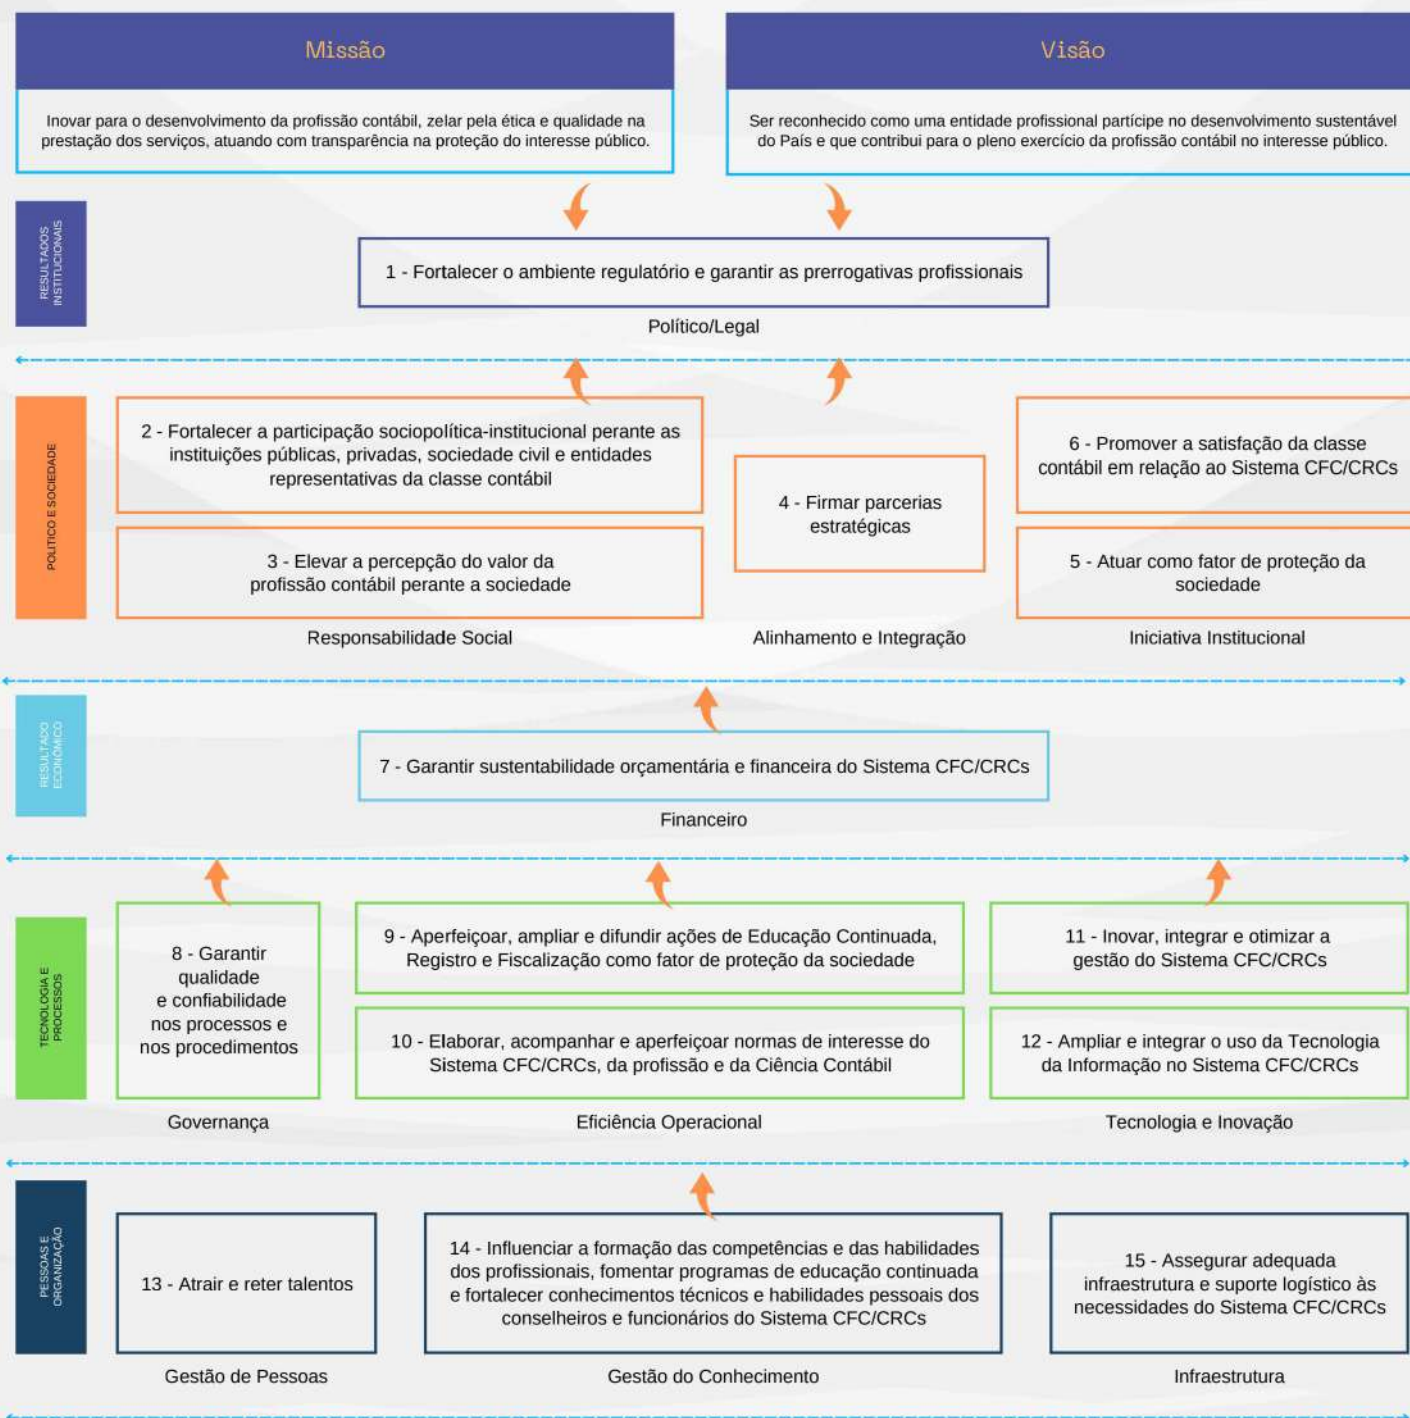 Missão
Inovar para o desenvolvimento da profissão contábil, zelar pela ética e qualidade na
prestação dos serviços, atuando com transparência na proteção do interesse público.
Visão
Ser reconhecido como uma entidade profissional partícipe no desenvolvimento sustentável
do País e que contribui para o pleno exercício da profissão contábil no interesse público.
RESULTADOS
INSTITUCIONAIS
1 - Fortalecer o ambiente regulatório e garantir as prerrogativas profissionais
Político/Legal
POLITICO E SOCIEDADE
2 - Fortalecer a participação sociopolítica-institucional perante as
instituições públicas, privadas, sociedade civil e entidades
representativas da classe contábil
3 - Elevar a percepção do valor da
profissão contábil perante a sociedade
Responsabilidade Social
4 - Firmar parcerias
estratégicas
Alinhamento e Integração
6 - Promover a satisfação da classe
contábil em relação ao Sistema CFC/CRCs
5 - Atuar como fator de proteção da
sociedade
Iniciativa Institucional
RESULTADO
ECONÔMICO
7 - Garantir sustentabilidade orçamentária e financeira do Sistema CFC/CRCs
Financeiro
TECNOLOGIA E
PROCESSOS
8 - Garantir
qualidade
e confiabilidade
nos processos e
nos procedimentos
Governança
9 - Aperfeiçoar, ampliar e difundir ações de Educação Continuada,
Registro e Fiscalização como fator de proteção da sociedade
10 - Elaborar, acompanhar e aperfeiçoar normas de interesse do
Sistema CFC/CRCs, da profissão e da Ciência Contábil
Eficiência Operacional
11 - Inovar, integrar e otimizar a
gestão do Sistema CFC/CRCs
12 - Ampliar e integrar o uso da Tecnologia
da Informação no Sistema CFC/CRCs
Tecnologia e Inovação
PESSOAS E
ORGANIZAÇÃO
13 - Atrair e reter talentos
Gestão de Pessoas
14 - Influenciar a formação das competências e das habilidades
dos profissionais, fomentar programas de educação continuada
e fortalecer conhecimentos técnicos e habilidades pessoais dos
conselheiros e funcionários do Sistema CFC/CRCs
Gestão do Conhecimento
15 - Assegurar adequada
infraestrutura e suporte logístico às
necessidades do Sistema CFC/CRCs
Infraestrutura